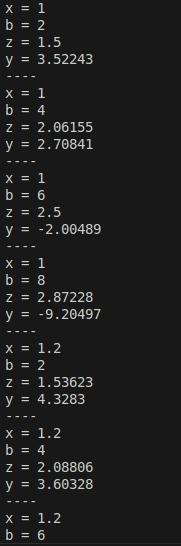 x = 1
b = 2
z = 1.5
y = 3.52243
----
x = 1
b = 4
z = 2.06155
y = 2.70841
----
x = 1
b = 6
z = 2.5
y = -2.00489
----
x = 1
b = 8
z = 2.87228
y = -9.20497
----
x = 1.2
b = 2
z = 1.53623
y = 4.3283
----
x = 1.2
b = 4
z = 2.08806
y = 3.60328
----
x = 1.2
b = 6